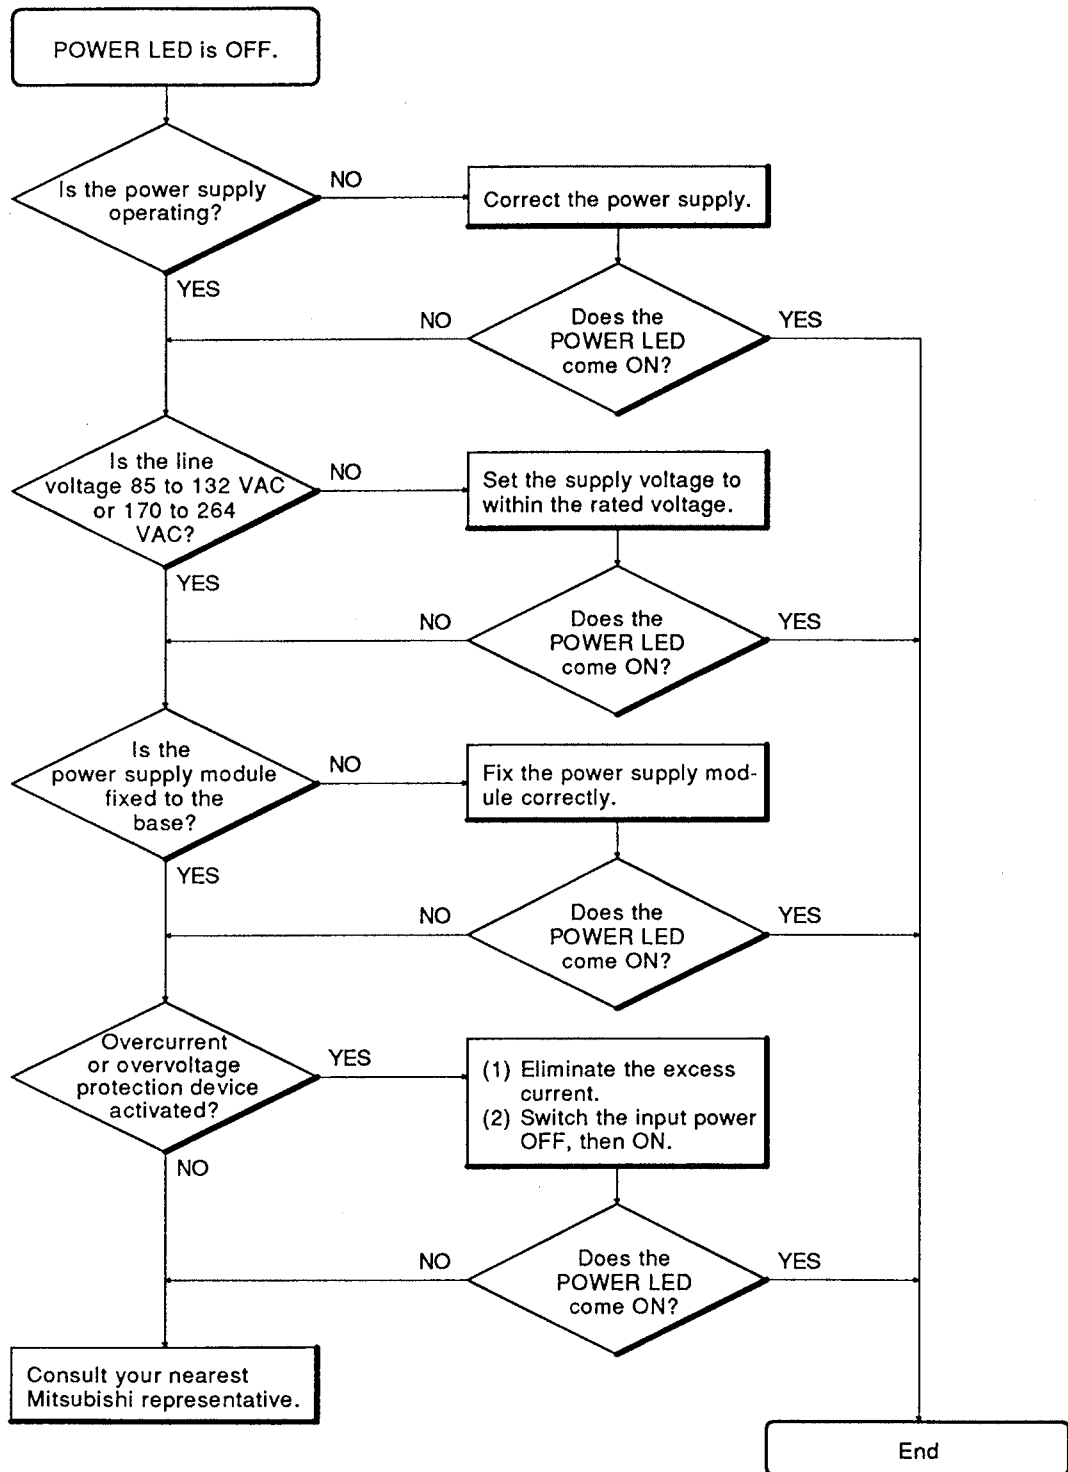 POWER LED is OFF.
Is the power supply
operating?
NO
Correct the power supply.
YES
Does the
POWER LED
come ON?
NO
YES
Is the line
voltage 85 to 132 VAC
or 170 to 264
VAC?
NO
Set the supply voltage to
within the rated voltage.
YES
Does the
POWER LED
come ON?
NO
YES
Is the
power supply module
fixed to the
base?
NO
Fix the power supply mod-
ule correctly.
YES
Does the
POWER LED
come ON?
NO
YES
Overcurrent
or overvoltage
protection device
activated?
YES
(1) Eliminate the excess
current.
(2) Switch the input power
OFF, then ON.
NO
Does the
POWER LED
come ON?
NO
YES
Consult your nearest
Mitsubishi representative.
End